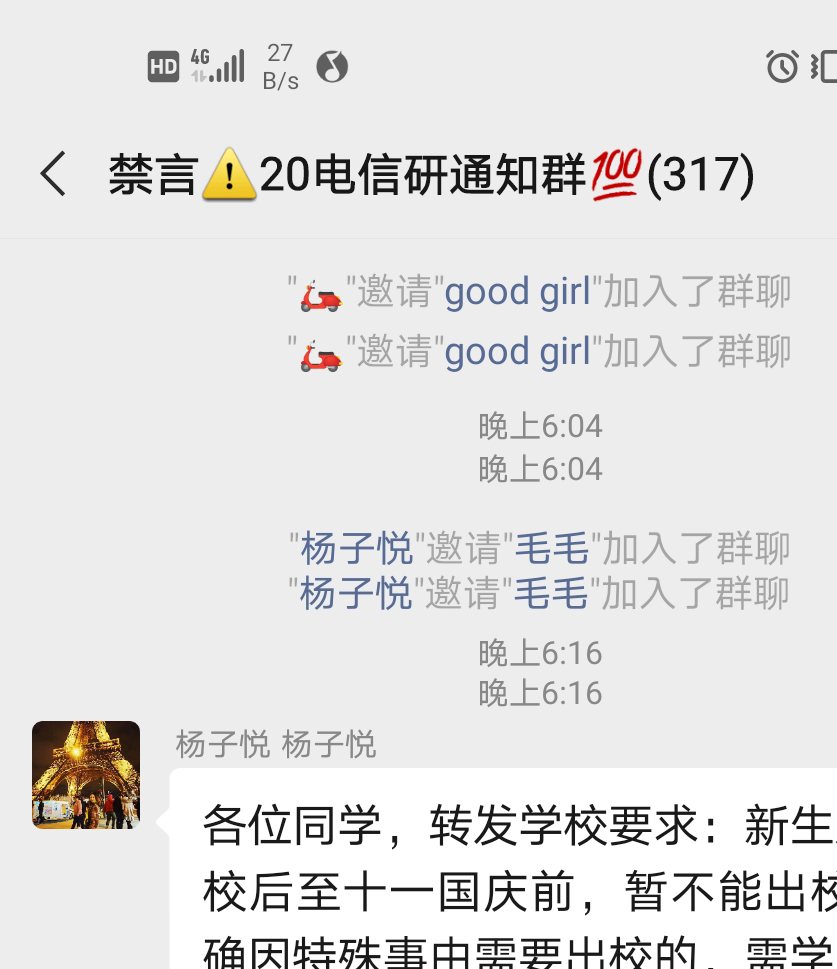 HD 4G 27 B/s
禁言⚠️20电信研通知群💯(317)
"🛵"邀请"good girl"加入了群聊
"🛵"邀请"good girl"加入了群聊
晚上6:04
晚上6:04
"杨子悦"邀请"毛毛"加入了群聊
"杨子悦"邀请"毛毛"加入了群聊
晚上6:16
晚上6:16
杨子悦 杨子悦
各位同学，转发学校要求：新生
校后至十一国庆前，暂不能出校
确因特殊事由需要出校的，需学